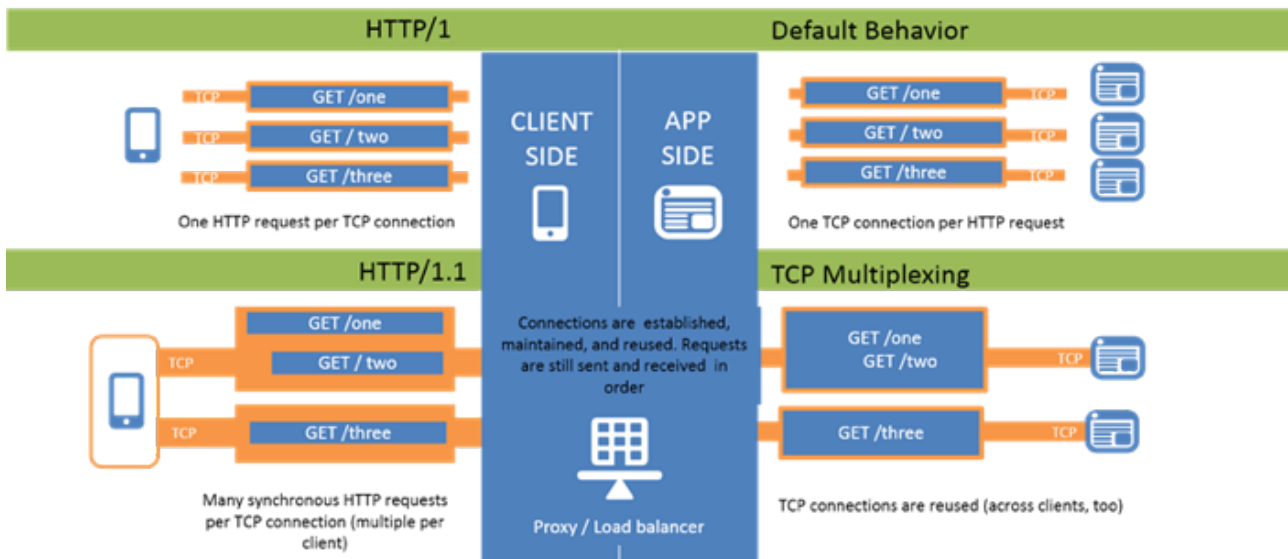 HTTP/1
Default Behavior
TCP
GET /one
TCP
GET / two
TCP
GET /three
One HTTP request per TCP connection
CLIENT
SIDE
APP
SIDE
GET /one
TCP
GET / two
TCP
GET /three
TCP
One TCP connection per HTTP request
HTTP/1.1
TCP Multiplexing
GET /one
TCP
GET / two
TCP
GET /three
Many synchronous HTTP requests
per TCP connection (multiple per
client)
Connections are established,
maintained, and reused. Requests
are still sent and received in
order
Proxy / Load balancer
GET /one
GET /two
TCP
GET /three
TCP
TCP connections are reused (across clients, too)